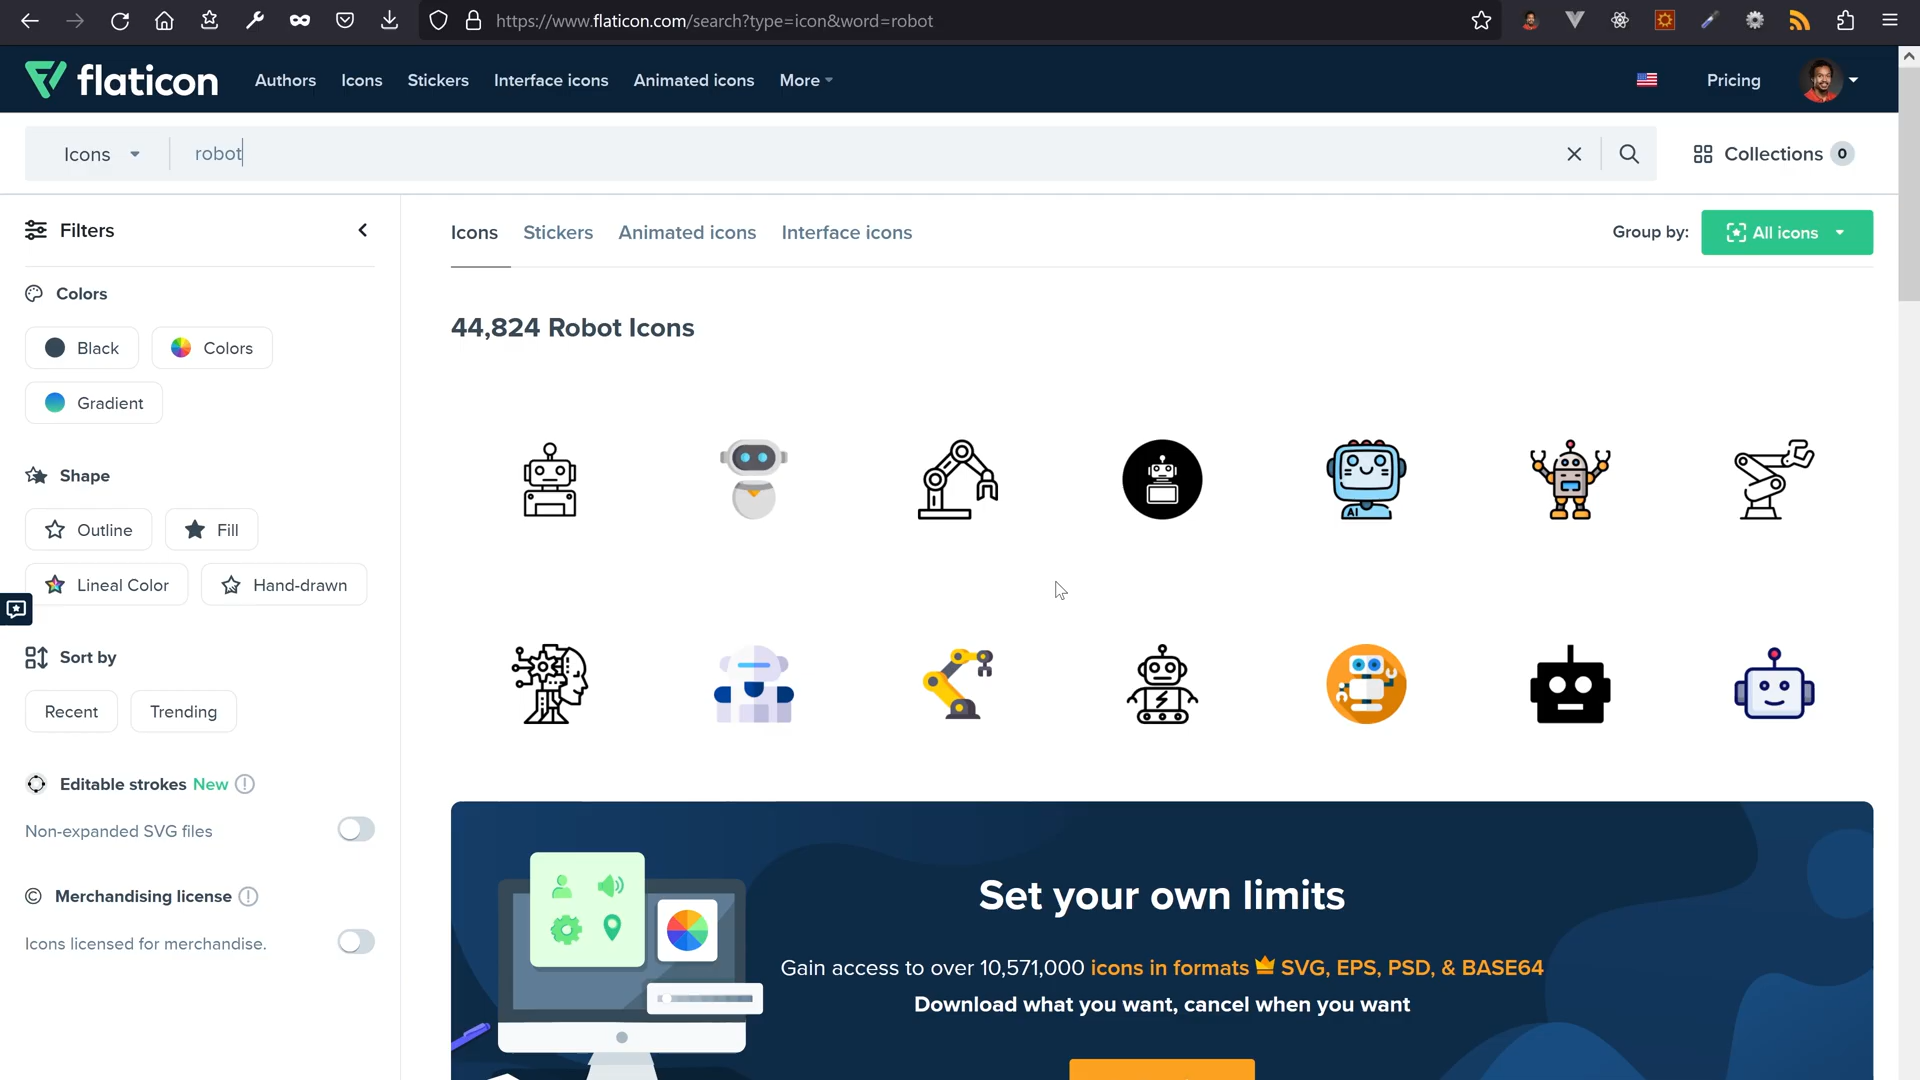 https://www.flaticon.com/search?type=icon&word=robot
flaticon
Authors
Icons
Stickers
Interface icons
Animated icons
More
Pricing
Icons
robot
Collections 0
Filters
Icons
Stickers
Animated icons
Interface icons
Group by:
All icons
Colors
44,824 Robot Icons
Black
Colors
Gradient
Shape
Outline
Fill
Lineal Color
Hand-drawn
AI
Sort by
Recent
Trending
Editable strokes New
Non-expanded SVG files
Merchandising license
Icons licensed for merchandise.
Set your own limits
Gain access to over 10,571,000 icons in formats SVG, EPS, PSD, & BASE64
Download what you want, cancel when you want